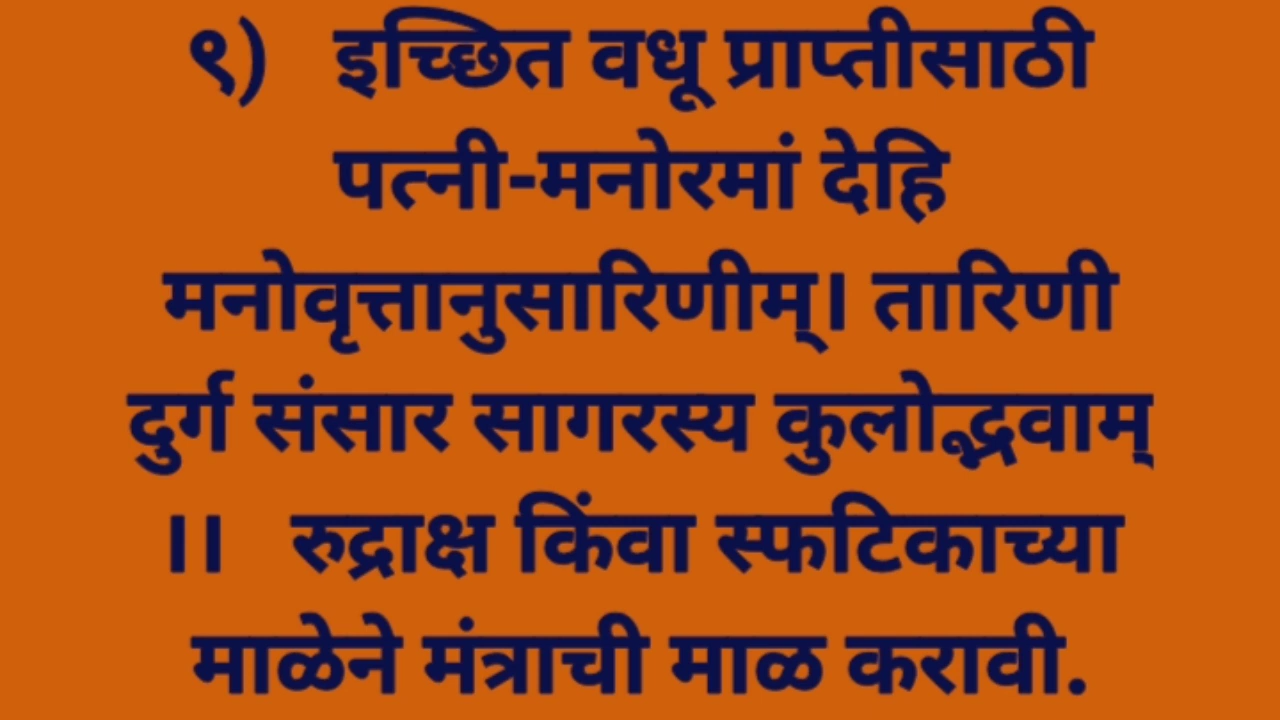 ९) इच्छित वधू प्राप्तीसाठी
पत्नी-मनोरमां देहि
मनोवृत्तानुसारिणीम्। तारिणी
दुर्ग संसार सागरस्य कुलोद्भवाम्
।। रुद्राक्ष किंवा स्फटिकाच्या
माळेने मंत्राची माळ करावी.